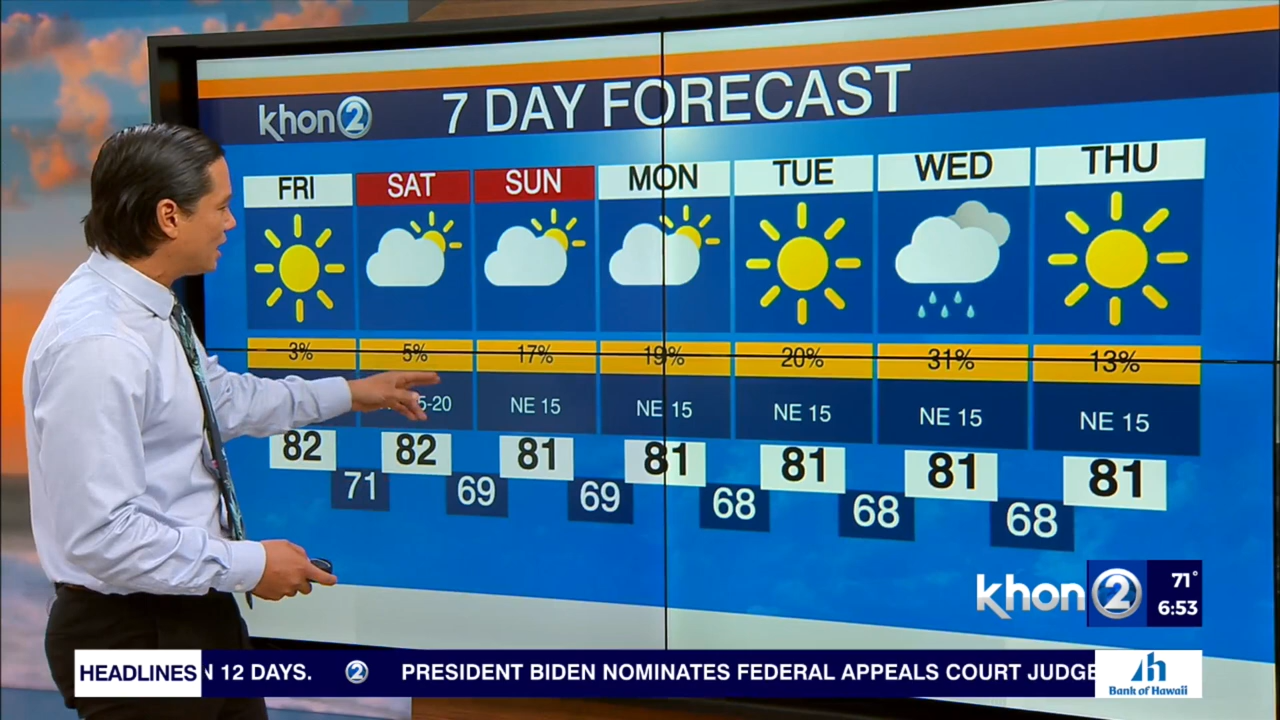 khon2
7 DAY FORECAST
FRI SAT SUN MON TUE WED THU
3% 5% 17% 19% 20% 31% 13%
5-20 NE 15 NE 15 NE 15 NE 15 NE 15
82 82 81 81 81 81 81
71 69 69 68 68 68
khon2 71°
6:53
HEADLINES N 12 DAYS. 2 PRESIDENT BIDEN NOMINATES FEDERAL APPEALS COURT JUDGE
Bank of Hawaii